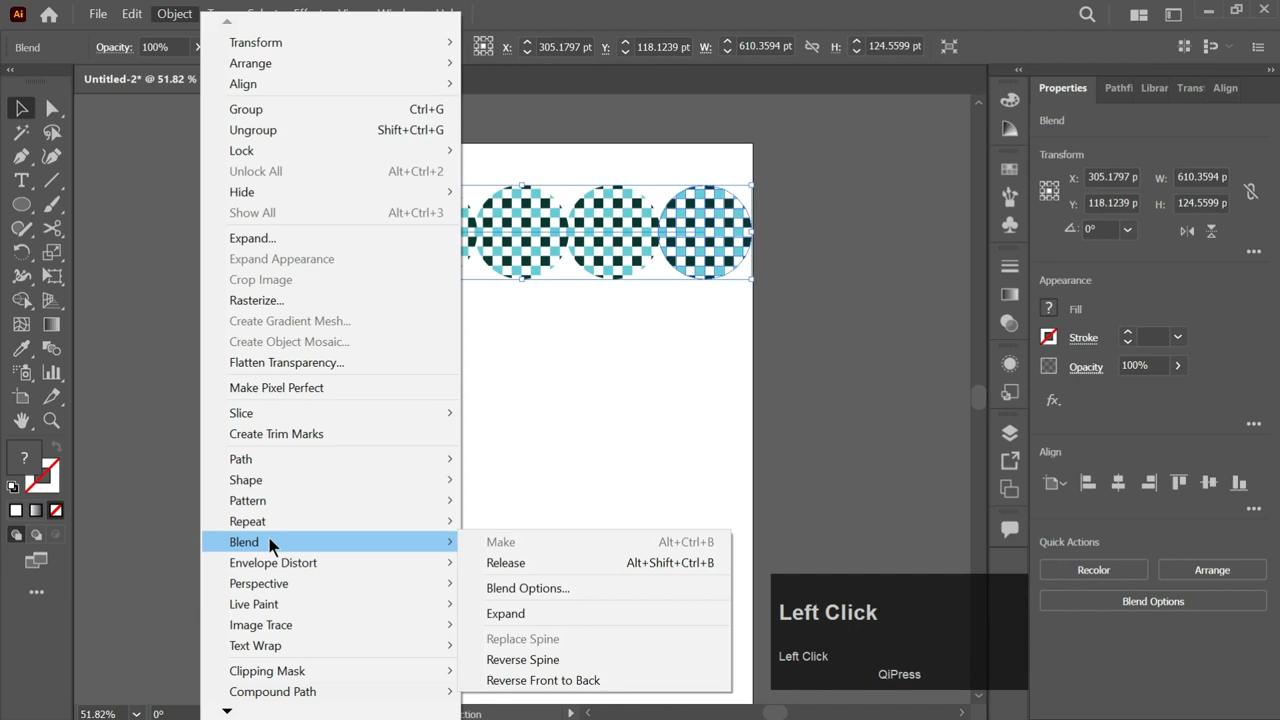 Ai
File
Edit
Object
Blend
Opacity: 100%
X: 305.1797 pt
Y: 118.1239 pt
W: 610.3594 pt
H: 124.5599 pt
Untitled-2* @ 51.82 %
Transform
Arrange
Align
Group Ctrl+G
Ungroup Shift+Ctrl+G
Lock
Unlock All Alt+Ctrl+2
Hide
Show All Alt+Ctrl+3
Expand...
Expand Appearance
Crop Image
Rasterize...
Create Gradient Mesh...
Create Object Mosaic...
Flatten Transparency...
Make Pixel Perfect
Slice
Create Trim Marks
Path
Shape
Pattern
Repeat
Blend
Envelope Distort
Perspective
Live Paint
Image Trace
Text Wrap
Clipping Mask
Compound Path
Make Alt+Ctrl+B
Release Alt+Shift+Ctrl+B
Blend Options...
Expand
Replace Spine
Reverse Spine
Reverse Front to Back
Properties Pathfi Librar Trans Align
Blend
Transform
X: 305.1797 p W: 610.3594 p
Y: 118.1239 p H: 124.5599 p
0°
Appearance
? Fill
Stroke
Opacity 100%
fx.
Align
Quick Actions
Recolor Arrange
Blend Options
Left Click
Left Click
QiPress
?
51.82% 0° ction